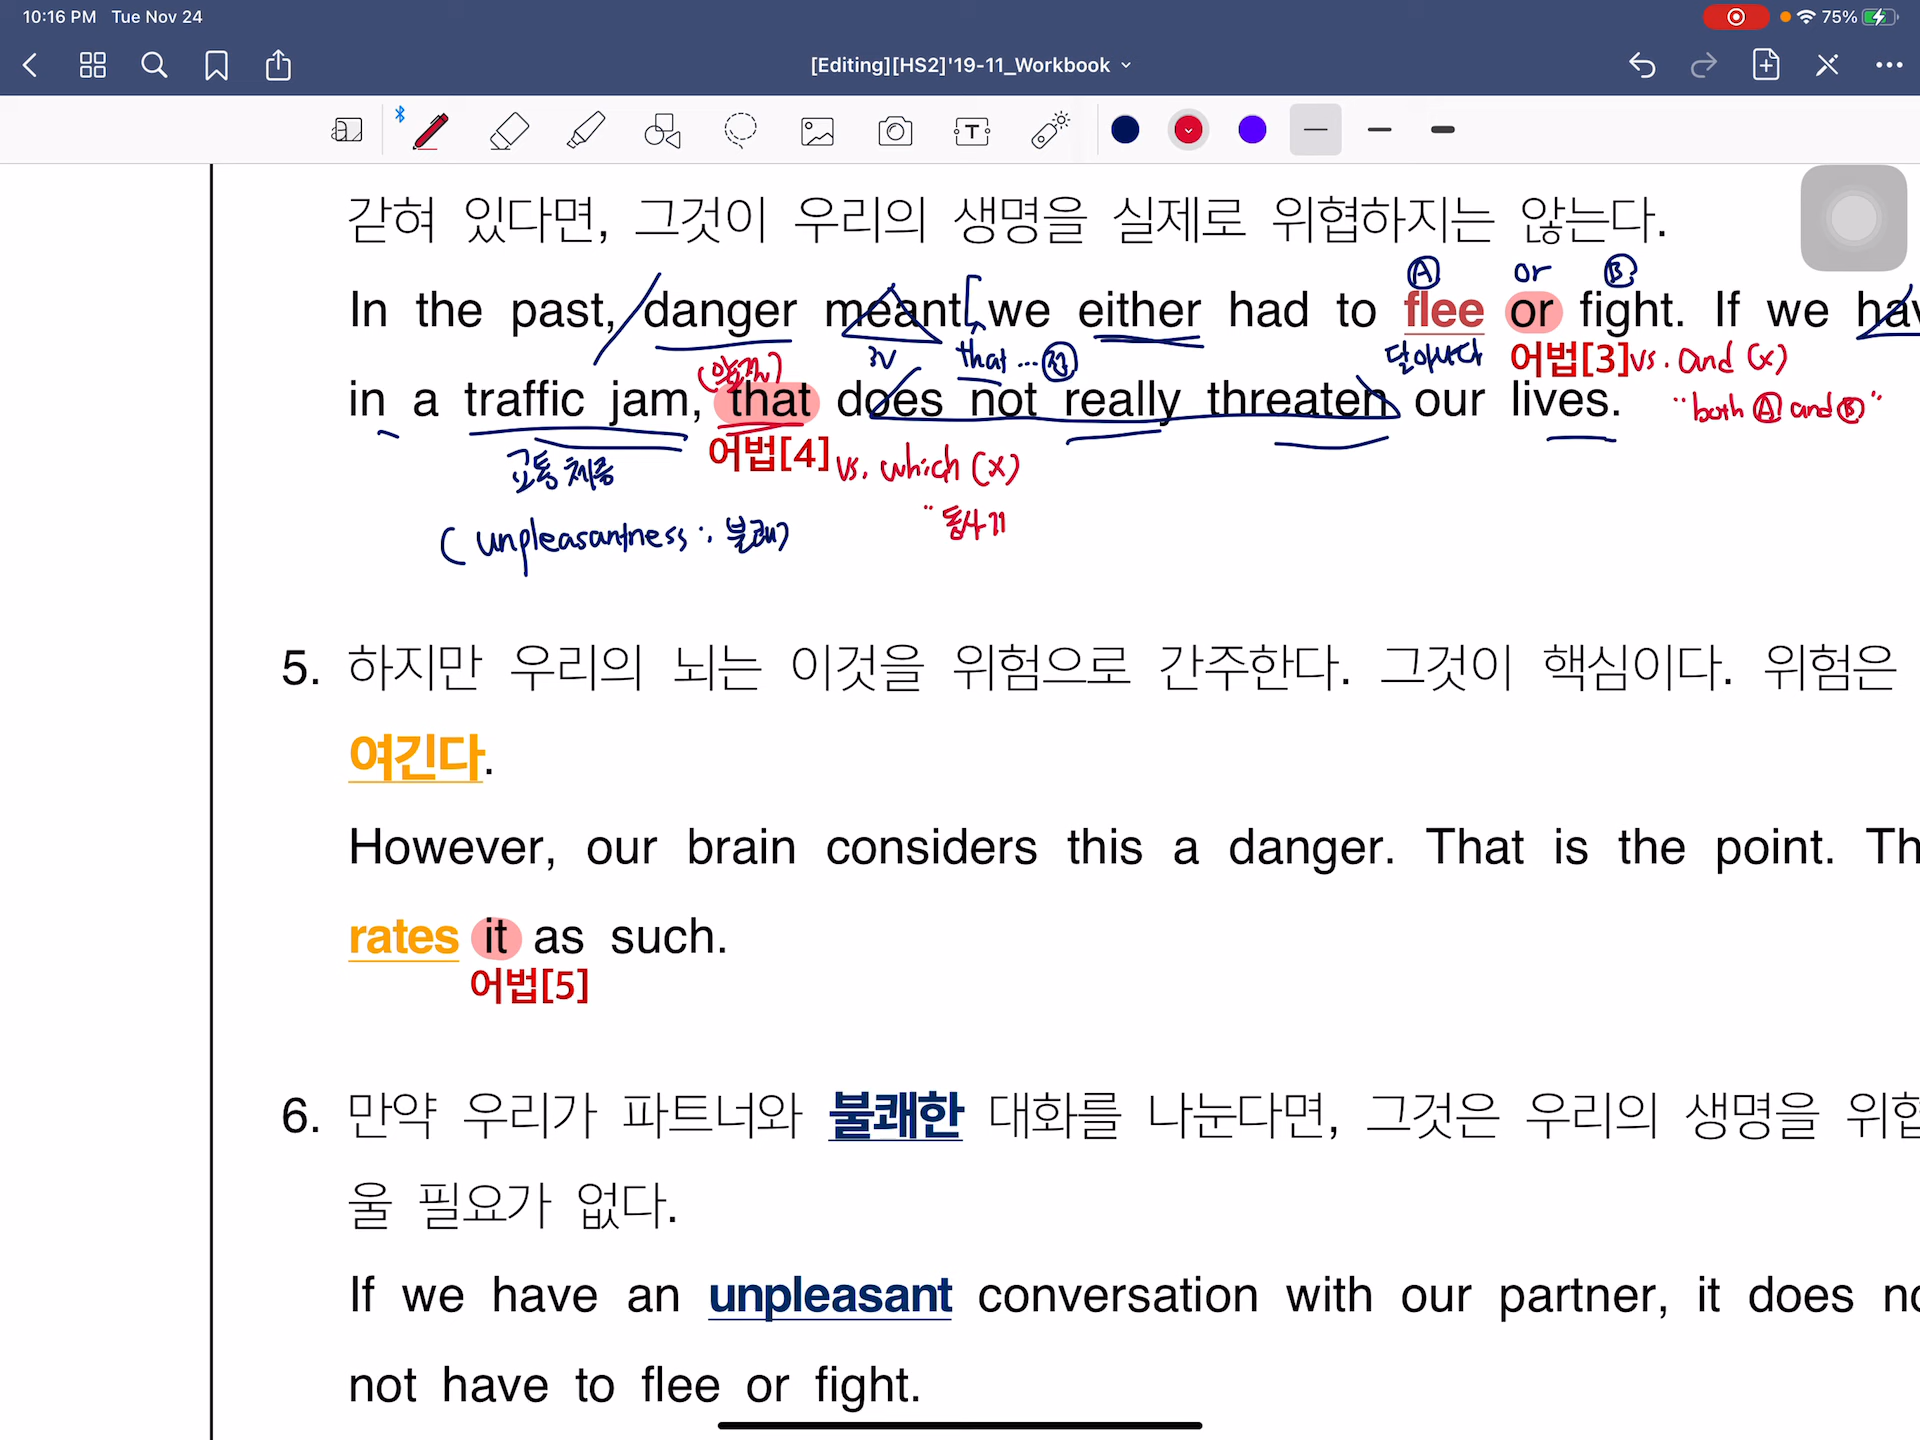 10:16 PM Tue Nov 24
75%
[Editing][HS2]'19-11_Workbook
갇혀 있다면, 그것이 우리의 생명을 실제로 위협하지는 않는다.
Ⓐ or Ⓑ
In the past, danger meant we either had to flee or fight. If we hav
3V that ... 달아나다 어법[3] vs. and (x)
in a traffic jam, that does not really threaten our lives. "both Ⓐ and Ⓑ"
교통 체증 어법[4] vs. which (x)
(unpleasantness : 불쾌)
5. 하지만 우리의 뇌는 이것을 위험으로 간주한다. 그것이 핵심이다. 위험은
여긴다.
However, our brain considers this a danger. That is the point. Th
rates it as such.
어법[5]
6. 만약 우리가 파트너와 불쾌한 대화를 나눈다면, 그것은 우리의 생명을 위협
울 필요가 없다.
If we have an unpleasant conversation with our partner, it does no
not have to flee or fight.